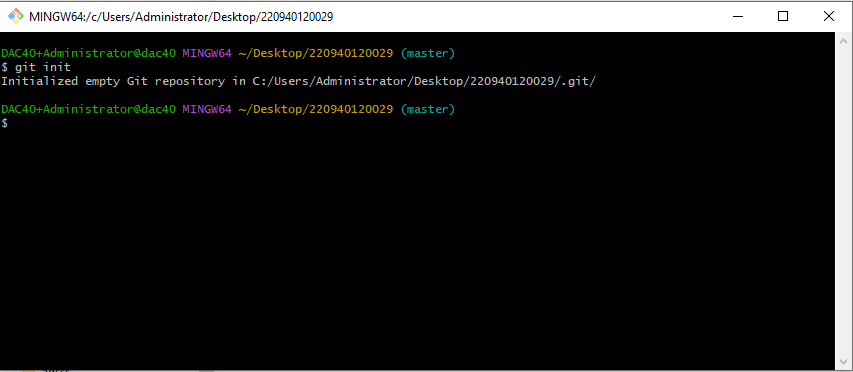 MINGW64:/c/Users/Administrator/Desktop/220940120029
DAC40+Administrator@dac40 MINGW64 ~/Desktop/220940120029 (master)
$ git init
Initialized empty Git repository in C:/Users/Administrator/Desktop/220940120029/.git/
DAC40+Administrator@dac40 MINGW64 ~/Desktop/220940120029 (master)
$